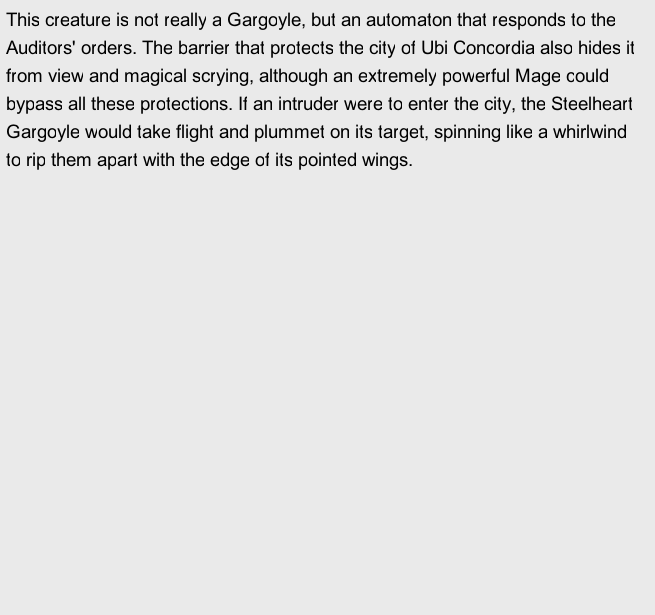 This creature is not really a Gargoyle, but an automaton that responds to the
Auditors' orders. The barrier that protects the city of Ubi Concordia also hides it
from view and magical scrying, although an extremely powerful Mage could
bypass all these protections. If an intruder were to enter the city, the Steelheart
Gargoyle would take flight and plummet on its target, spinning like a whirlwind
to rip them apart with the edge of its pointed wings.